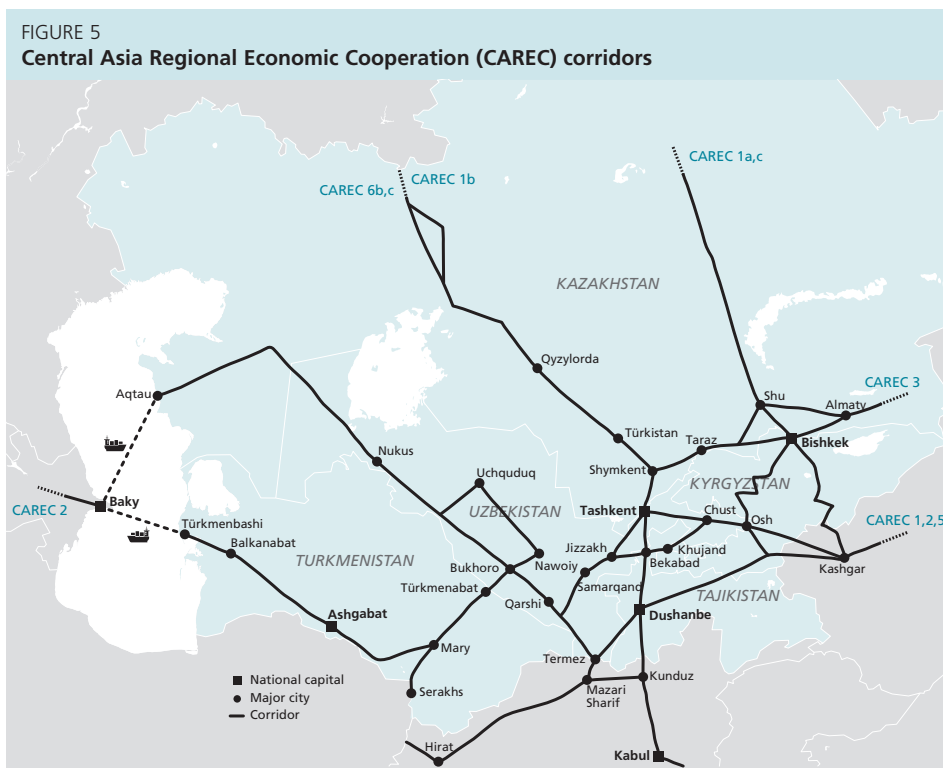 FIGURE 5
Central Asia Regional Economic Cooperation (CAREC) corridors
CAREC 1a,c
CAREC 6b,c
CAREC 1b
KAZAKHSTAN
Qyzylorda
CAREC 3
Aqtau
Shu
Almaty
Türkistan
Taraz
Bishkek
Nukus
Shymkent
Uchquduq
KYRGYZSTAN
Baky
UZBEKISTAN
Tashkent
Chust
Osh
CAREC 2
CAREC 1,2,5
Türkmenbashi
Balkanabat
TURKMENISTAN
Jizzakh
Khujand
Bukhoro
Nawoiy
Bekabad
Kashgar
Türkmenabat
Samarqand
Qarshi
TAJIKISTAN
Ashgabat
Dushanbe
Mary
Termez
National capital
Kunduz
Serakhs
Major city
Mazari
Sharif
Corridor
Hirat
Kabul